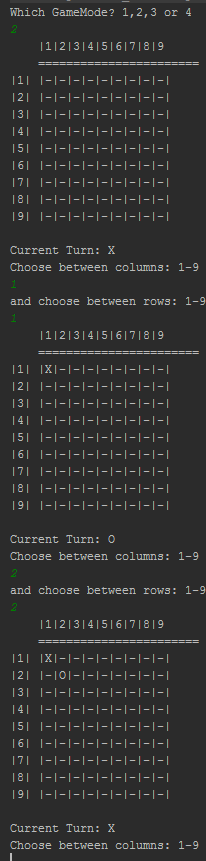 Which GameMode? 1,2,3 or 4
2
|1|2|3|4|5|6|7|8|9
=======================
|1| |-|-|-|-|-|-|-|-|-|
|2| |-|-|-|-|-|-|-|-|-|
|3| |-|-|-|-|-|-|-|-|-|
|4| |-|-|-|-|-|-|-|-|-|
|5| |-|-|-|-|-|-|-|-|-|
|6| |-|-|-|-|-|-|-|-|-|
|7| |-|-|-|-|-|-|-|-|-|
|8| |-|-|-|-|-|-|-|-|-|
|9| |-|-|-|-|-|-|-|-|-|
Current Turn: X
Choose between columns: 1-9
1
and choose between rows: 1-9
1
|1|2|3|4|5|6|7|8|9
=======================
|1| |X|-|-|-|-|-|-|-|-|
|2| |-|-|-|-|-|-|-|-|-|
|3| |-|-|-|-|-|-|-|-|-|
|4| |-|-|-|-|-|-|-|-|-|
|5| |-|-|-|-|-|-|-|-|-|
|6| |-|-|-|-|-|-|-|-|-|
|7| |-|-|-|-|-|-|-|-|-|
|8| |-|-|-|-|-|-|-|-|-|
|9| |-|-|-|-|-|-|-|-|-|
Current Turn: O
Choose between columns: 1-9
2
and choose between rows: 1-9
2
|1|2|3|4|5|6|7|8|9
=======================
|1| |X|-|-|-|-|-|-|-|-|
|2| |-|O|-|-|-|-|-|-|-|
|3| |-|-|-|-|-|-|-|-|-|
|4| |-|-|-|-|-|-|-|-|-|
|5| |-|-|-|-|-|-|-|-|-|
|6| |-|-|-|-|-|-|-|-|-|
|7| |-|-|-|-|-|-|-|-|-|
|8| |-|-|-|-|-|-|-|-|-|
|9| |-|-|-|-|-|-|-|-|-|
Current Turn: X
Choose between columns: 1-9